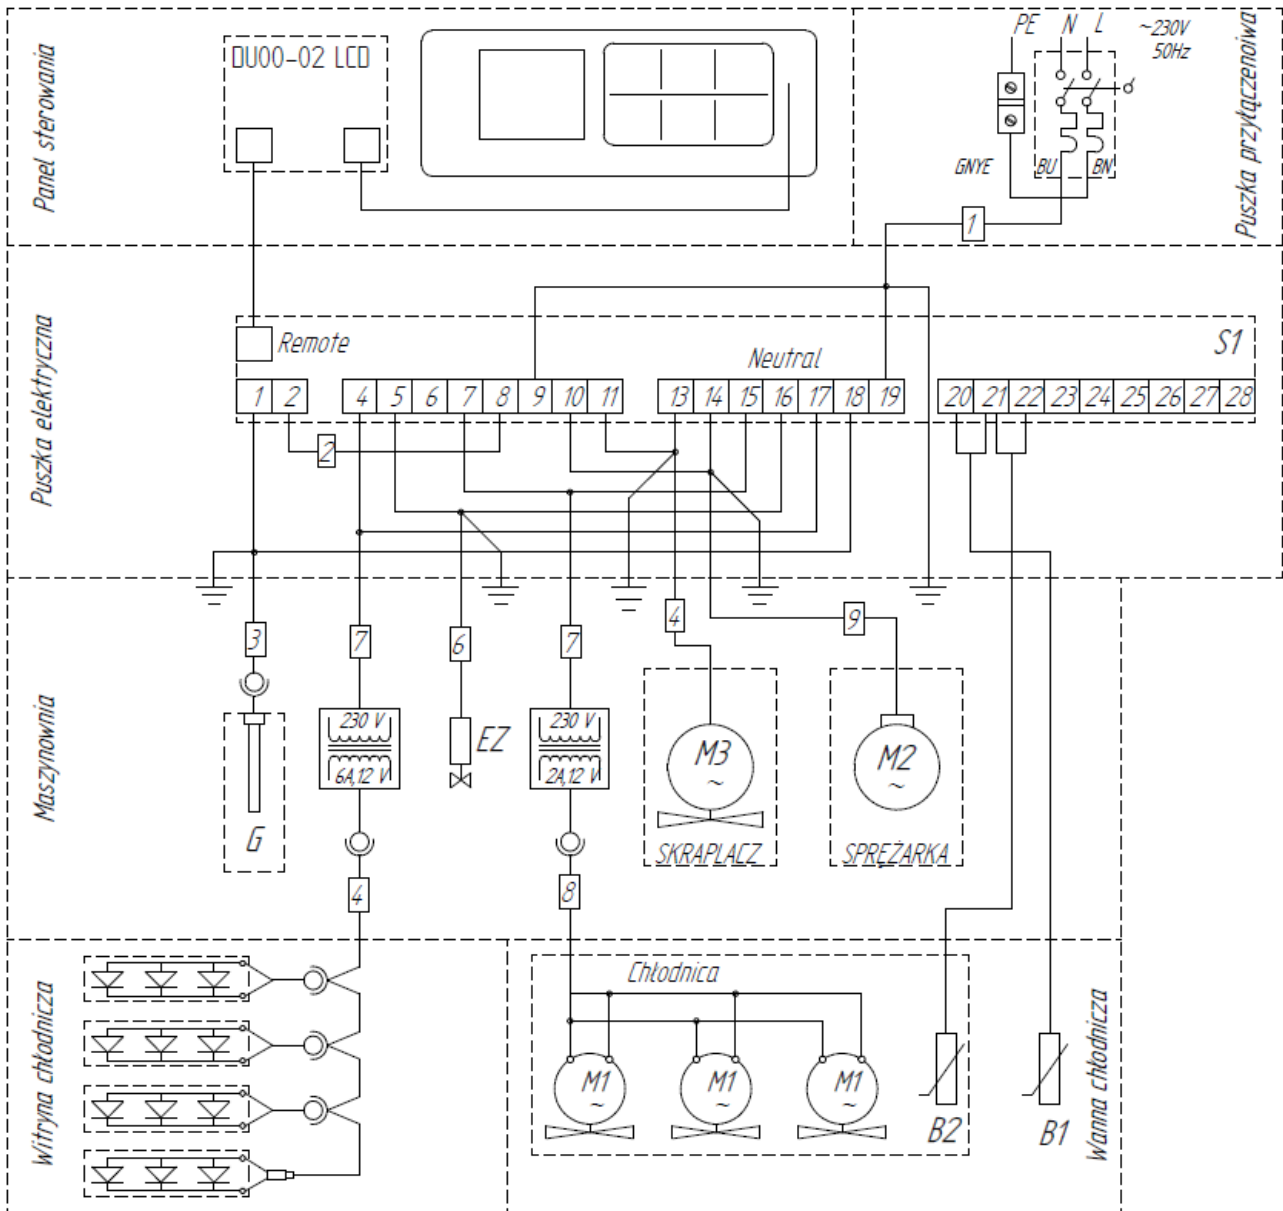 Panel sterowania
DU00-02 LCD
PE N L ~230V
50Hz
GNYE BU BN
Puszka przyłączenoiwa
1
Puszka elektryczna
Remote
Neutral
S1
1 2 4 5 6 7 8 9 10 11 13 14 15 16 17 18 19 20 21 22 23 24 25 26 27 28
2
Maszynownia
3 7 6 7 4 9
230 V
6A,12 V
EZ
230 V
2A,12 V
M3
~
M2
~
G
SKRAPLACZ
SPRĘŻARKA
4
8
Witryna chłodnicza
Chłodnica
M1
~
M1
~
M1
~
B2
B1
Wanna chłodnicza